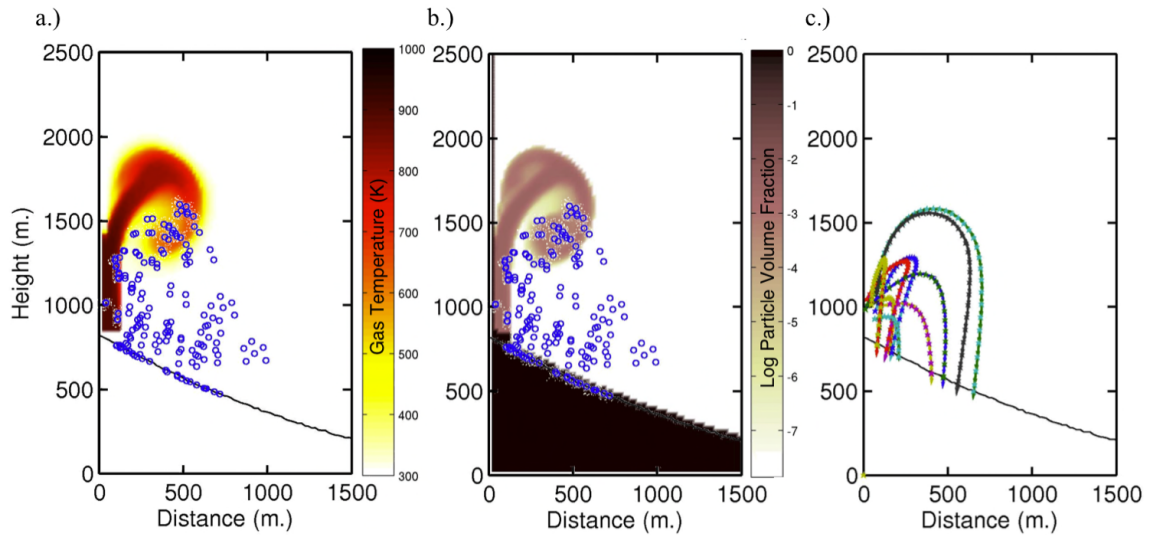 a.)
b.)
c.)
2500
2000
1500
1000
500
0
Height (m.)
0 500 1000 1500
Distance (m.)
1000
900
800
700
600
500
400
300
Gas Temperature (K)
2500
2000
1500
1000
500
0
0 500 1000 1500
Distance (m.)
0
-1
-2
-3
-4
-5
-6
-7
Log Particle Volume Fraction
2500
2000
1500
1000
500
0
0 500 1000 1500
Distance (m.)